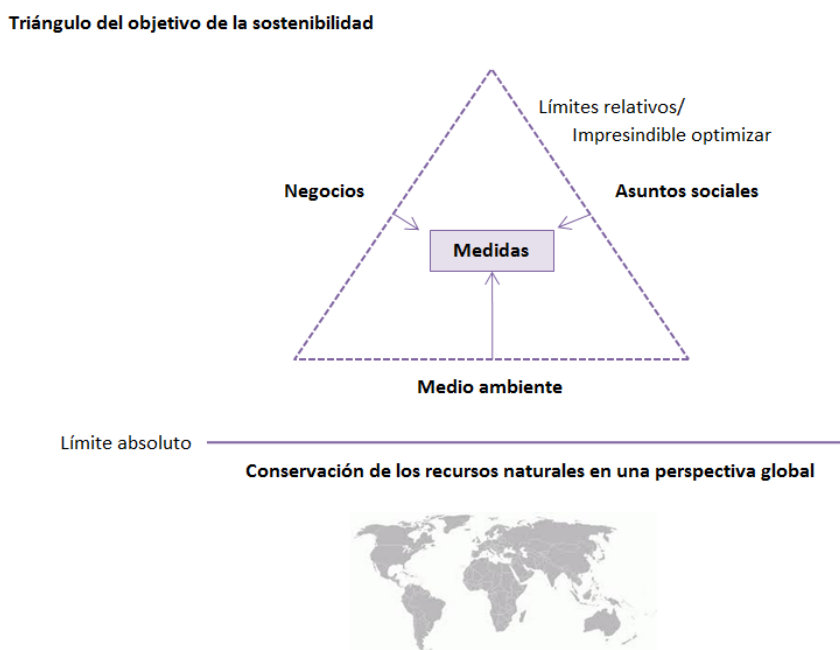 Triángulo del objetivo de la sostenibilidad
Límites relativos/
Impresindible optimizar
Negocios
Asuntos sociales
Medidas
Medio ambiente
Límite absoluto
Conservación de los recursos naturales en una perspectiva global